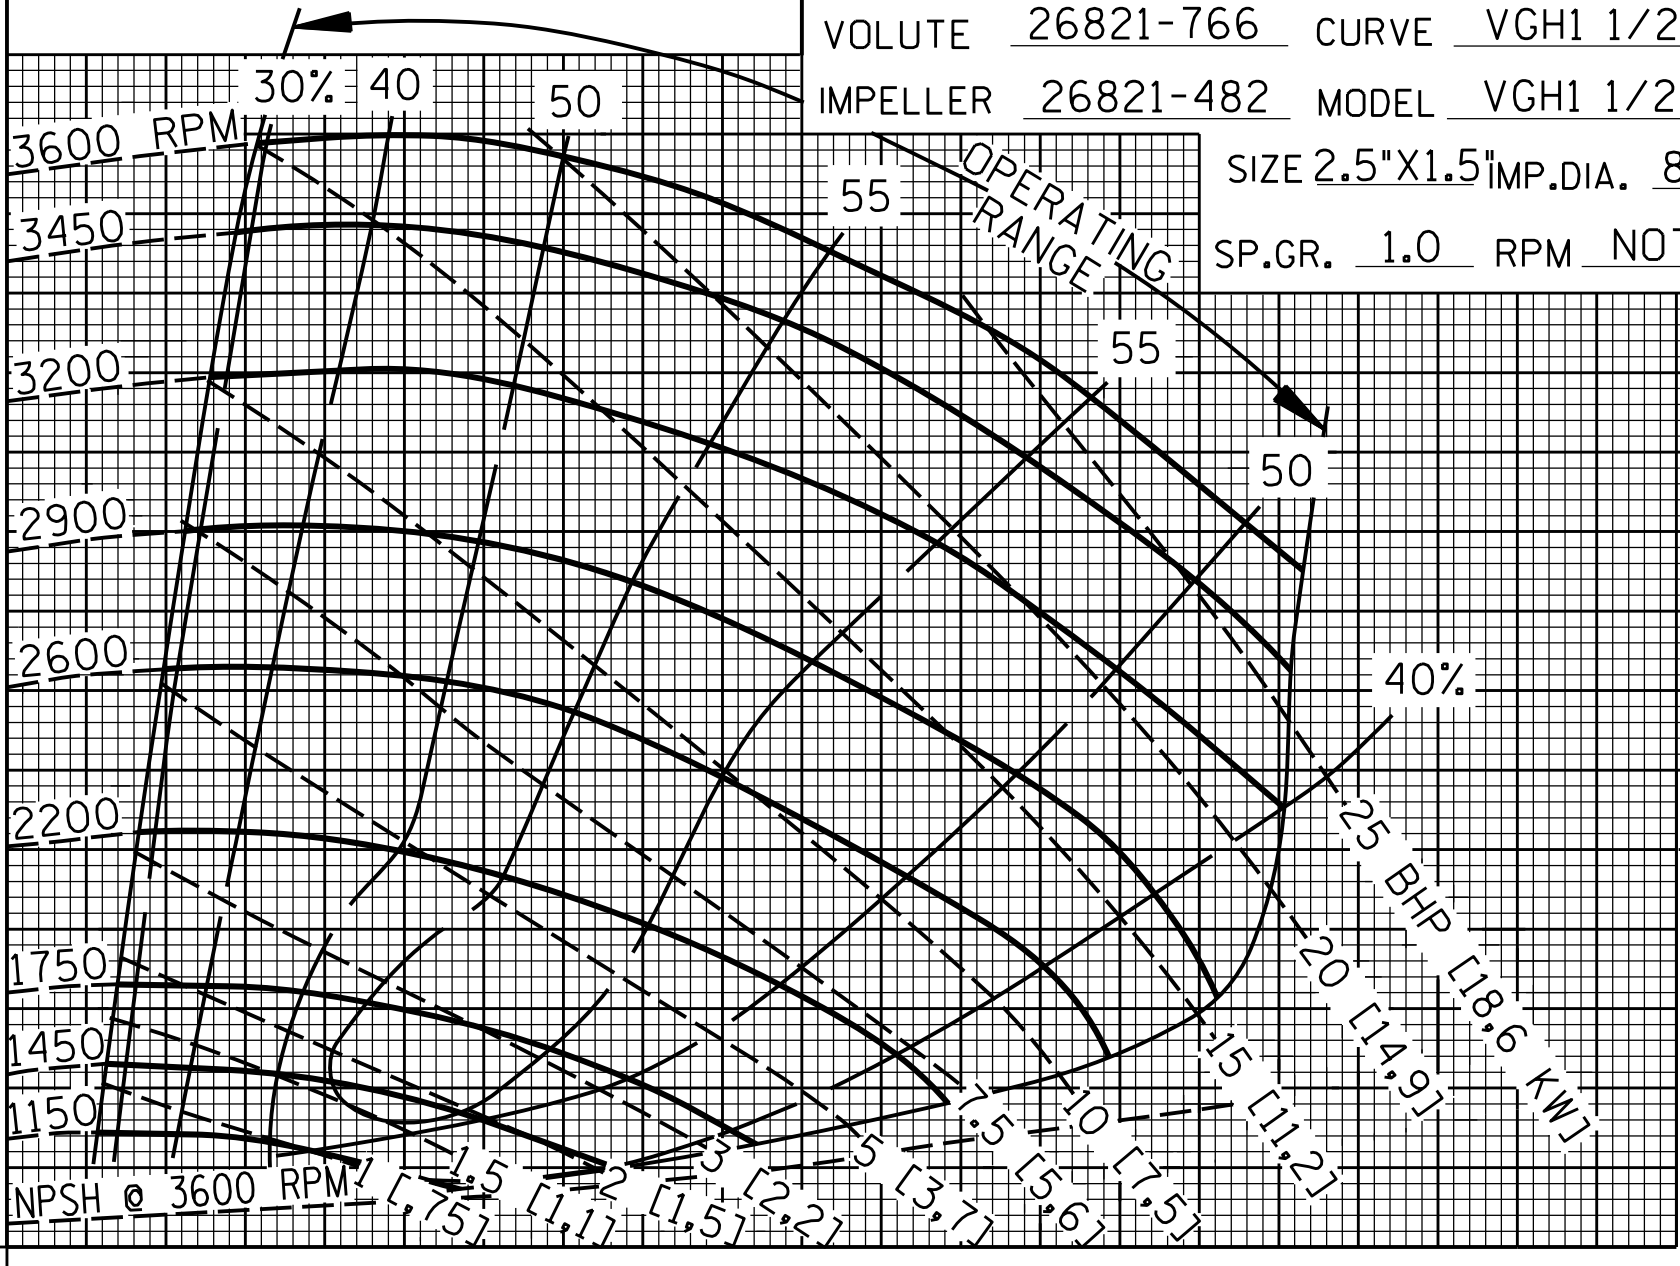 VOLUTE 26821-766 CURVE VGH1 1/2
IMPELLER 26821-482 MODEL VGH1 1/2
SIZE 2.5"X1.5" IMP.DIA. 8
SP.GR. 1.0 RPM NOT
30% 40 50 55 55 50 40%
OPERATING
RANGE
3600 RPM
3450
3200
2900
2600
2200
1750
1450
1150
NPSH @ 3600 RPM
1 [,75]
1.5 [1,1]
2 [1,5]
3 [2,2]
5 [3,7]
7.5 [5,6]
10 [7,5]
15 [11,2]
20 [14,9]
25 BHP [18,6 KW]